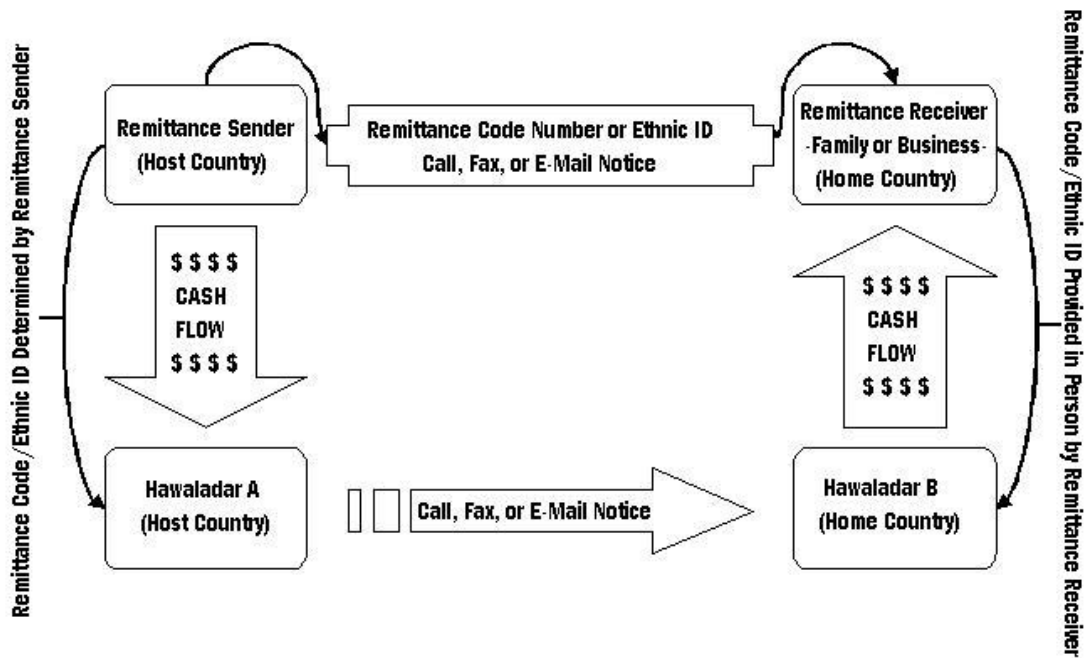 Remittance Code/Ethnic ID Determined by Remittance Sender
Remittance Sender
(Host Country)
Remittance Code Number or Ethnic ID
Call, Fax, or E-Mail Notice
Remittance Receiver
-Family or Business-
(Home Country)
Remittance Code/Ethnic ID Provided in Person by Remittance Receiver
$ $ $ $
CASH
FLOW
$ $ $ $
$ $ $ $
CASH
FLOW
$ $ $ $
Hawaladar A
(Host Country)
Call, Fax, or E-Mail Notice
Hawaladar B
(Home Country)